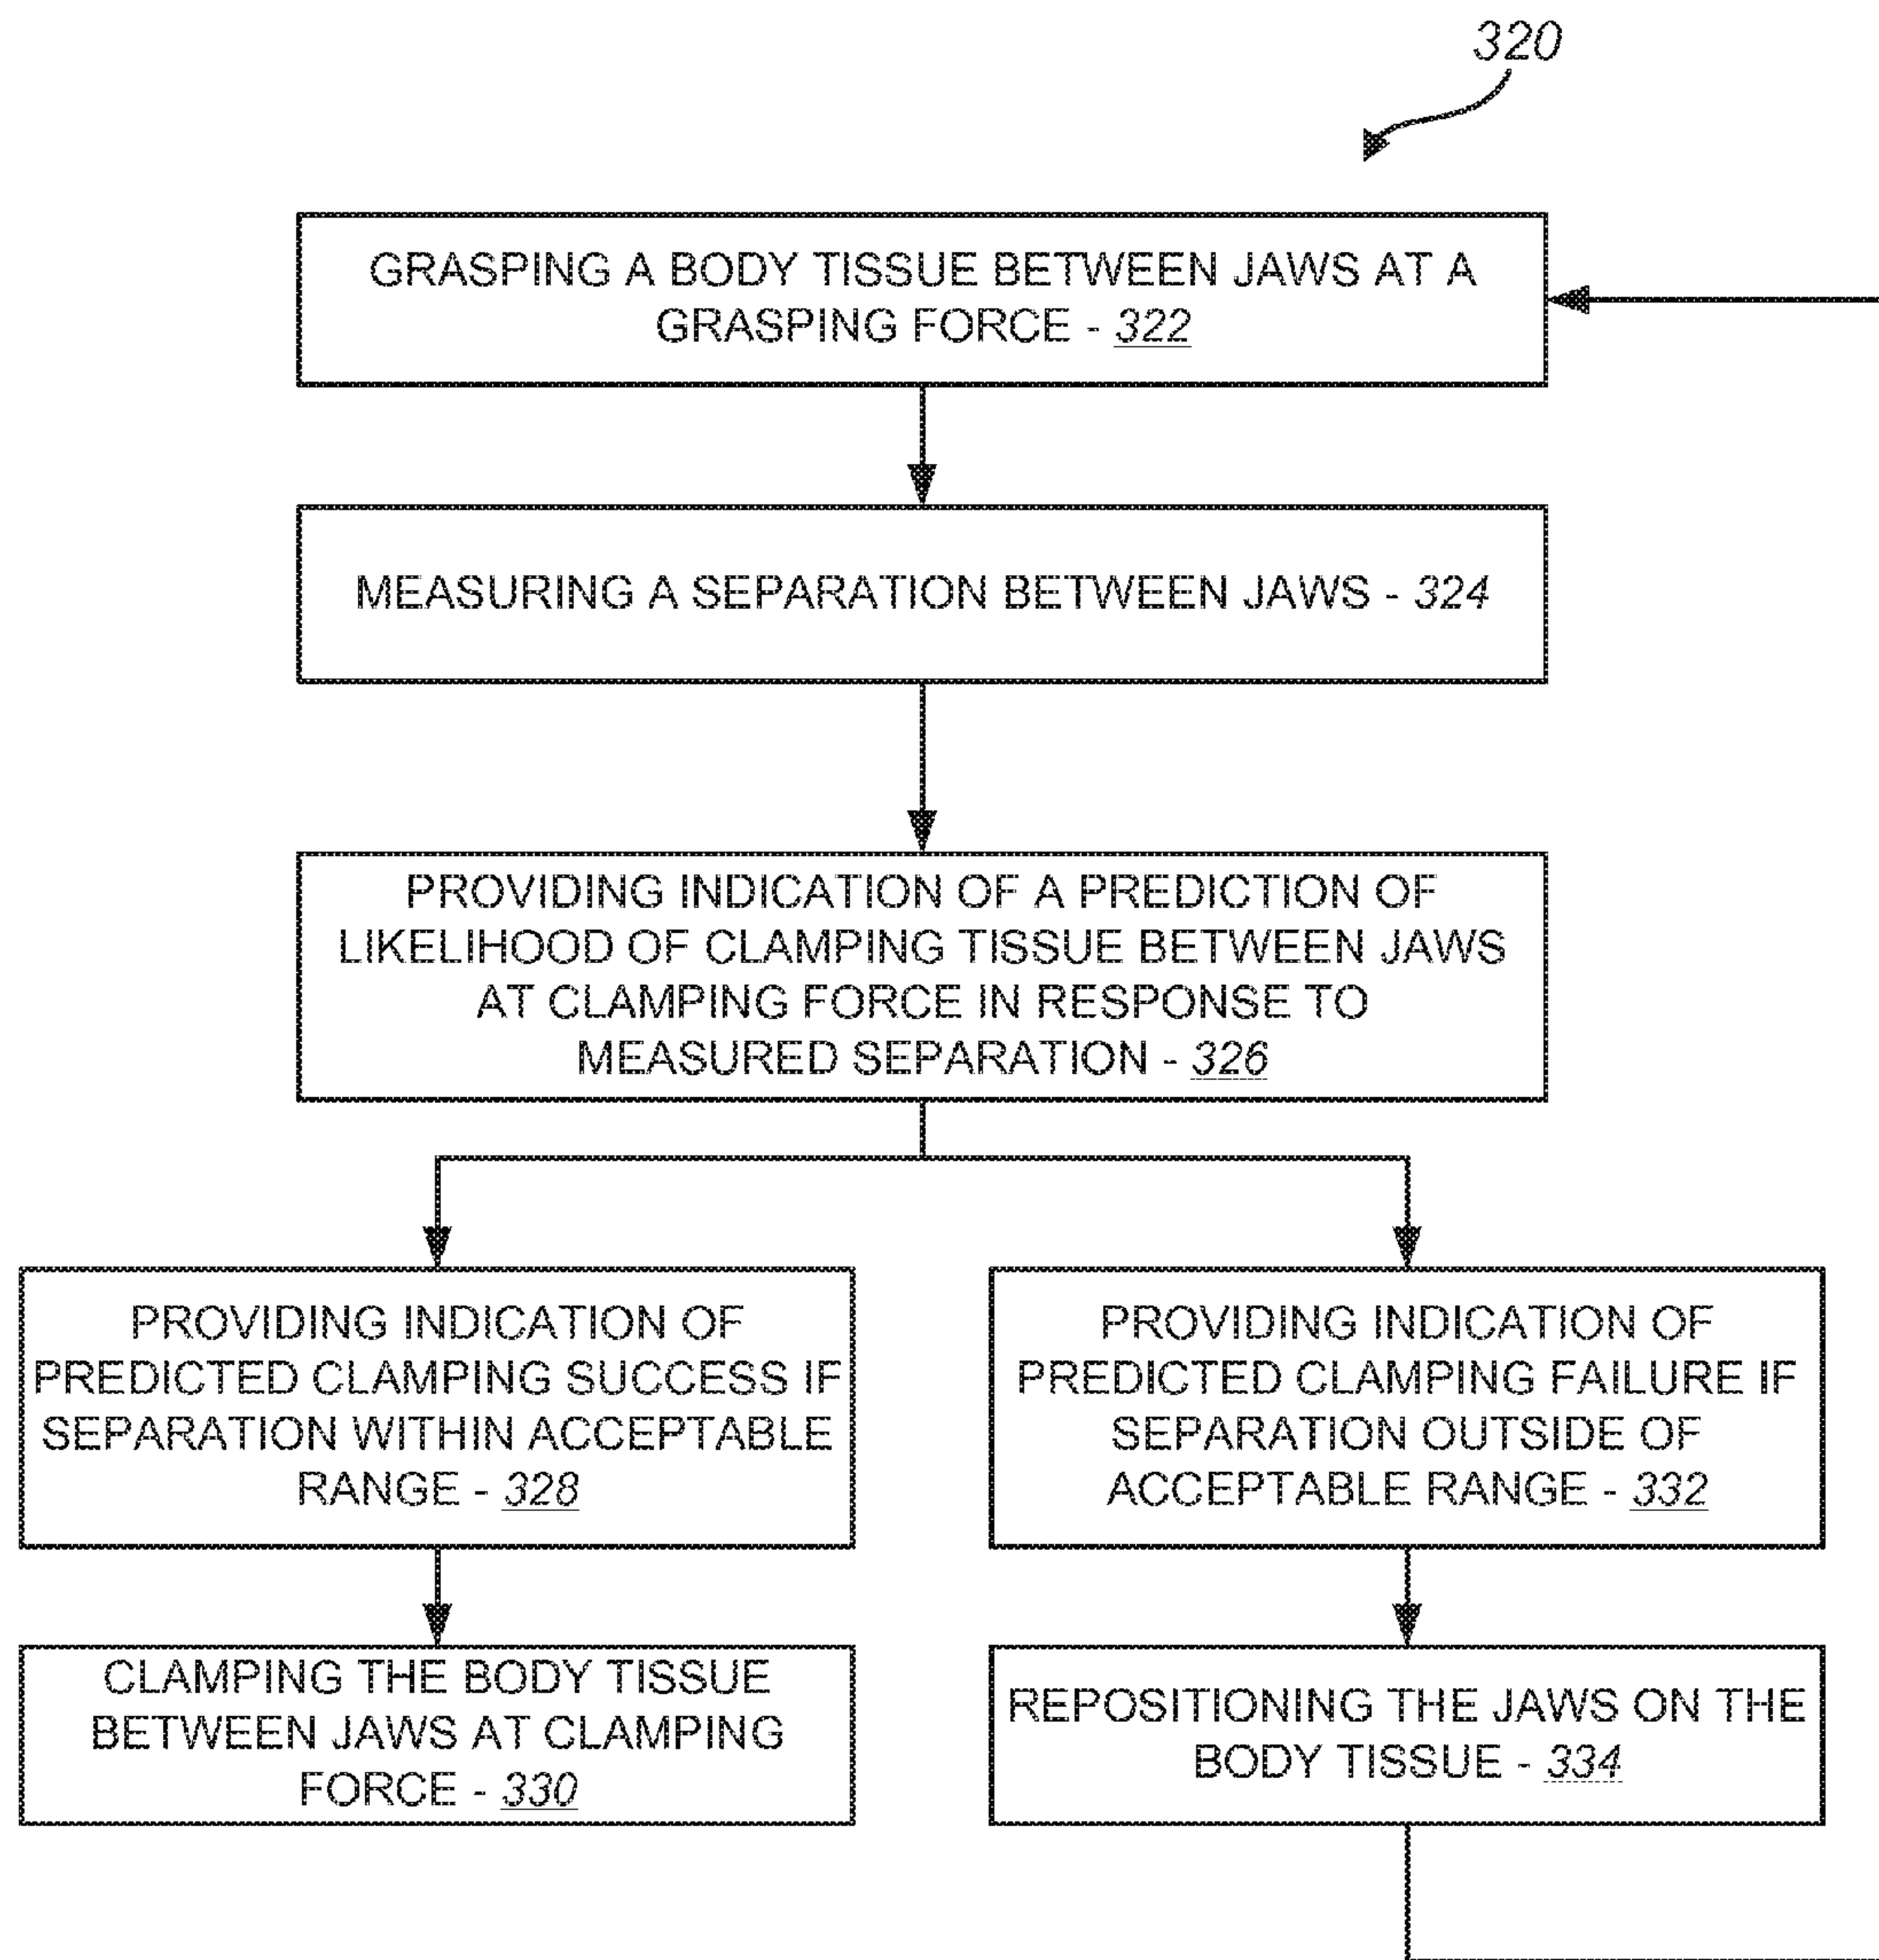 320
GRASPING A BODY TISSUE BETWEEN JAWS AT A
GRASPING FORCE - 322
MEASURING A SEPARATION BETWEEN JAWS - 324
PROVIDING INDICATION OF A PREDICTION OF
LIKELIHOOD OF CLAMPING TISSUE BETWEEN JAWS
AT CLAMPING FORCE IN RESPONSE TO
MEASURED SEPARATION - 326
PROVIDING INDICATION OF
PREDICTED CLAMPING SUCCESS IF
SEPARATION WITHIN ACCEPTABLE
RANGE - 328
PROVIDING INDICATION OF
PREDICTED CLAMPING FAILURE IF
SEPARATION OUTSIDE OF
ACCEPTABLE RANGE - 332
CLAMPING THE BODY TISSUE
BETWEEN JAWS AT CLAMPING
FORCE - 330
REPOSITIONING THE JAWS ON THE
BODY TISSUE - 334